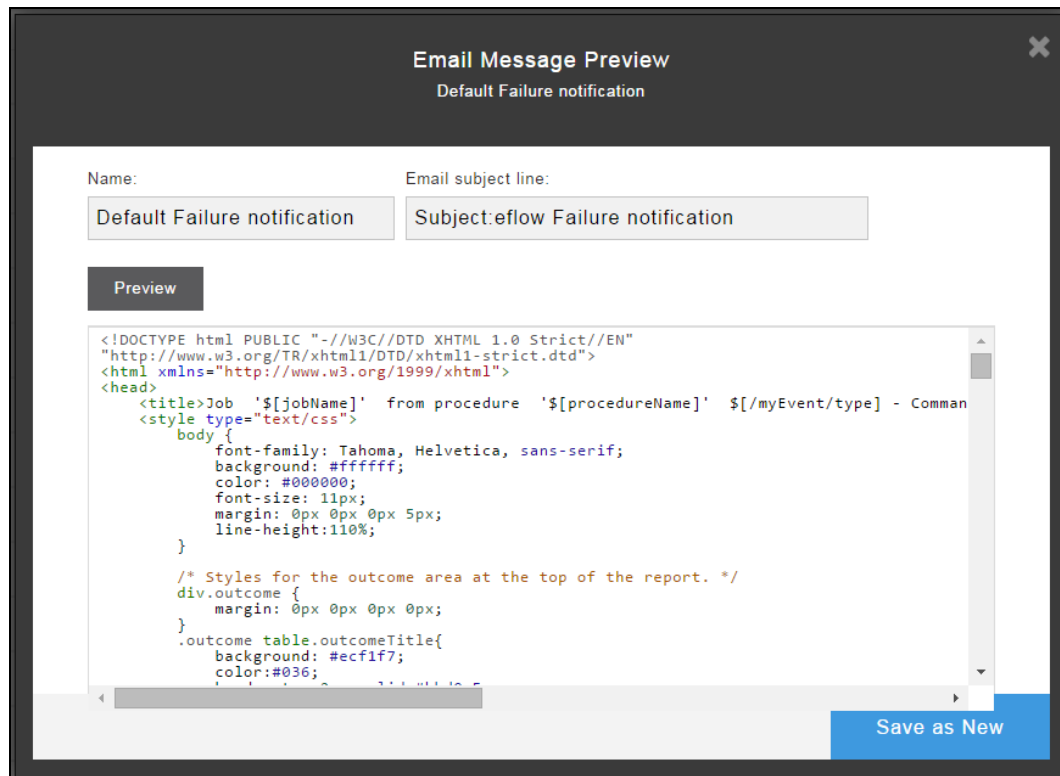 Email Message Preview
Default Failure notification
Name:
Email subject line:
Default Failure notification
Subject:eflow Failure notification
Preview
<!DOCTYPE html PUBLIC "-//W3C//DTD XHTML 1.0 Strict//EN"
"http://www.w3.org/TR/xhtml1/DTD/xhtml1-strict.dtd">
<html xmlns="http://www.w3.org/1999/xhtml">
<head>
<title>Job '$[jobName]' from procedure '$[procedureName]' $[/myEvent/type] - Comman
<style type="text/css">
body {
font-family: Tahoma, Helvetica, sans-serif;
background: #ffffff;
color: #000000;
font-size: 11px;
margin: 0px 0px 0px 5px;
line-height:110%;
}
/* Styles for the outcome area at the top of the report. */
div.outcome {
margin: 0px 0px 0px 0px;
}
.outcome table.outcomeTitle{
background: #ecf1f7;
color:#036;
Save as New